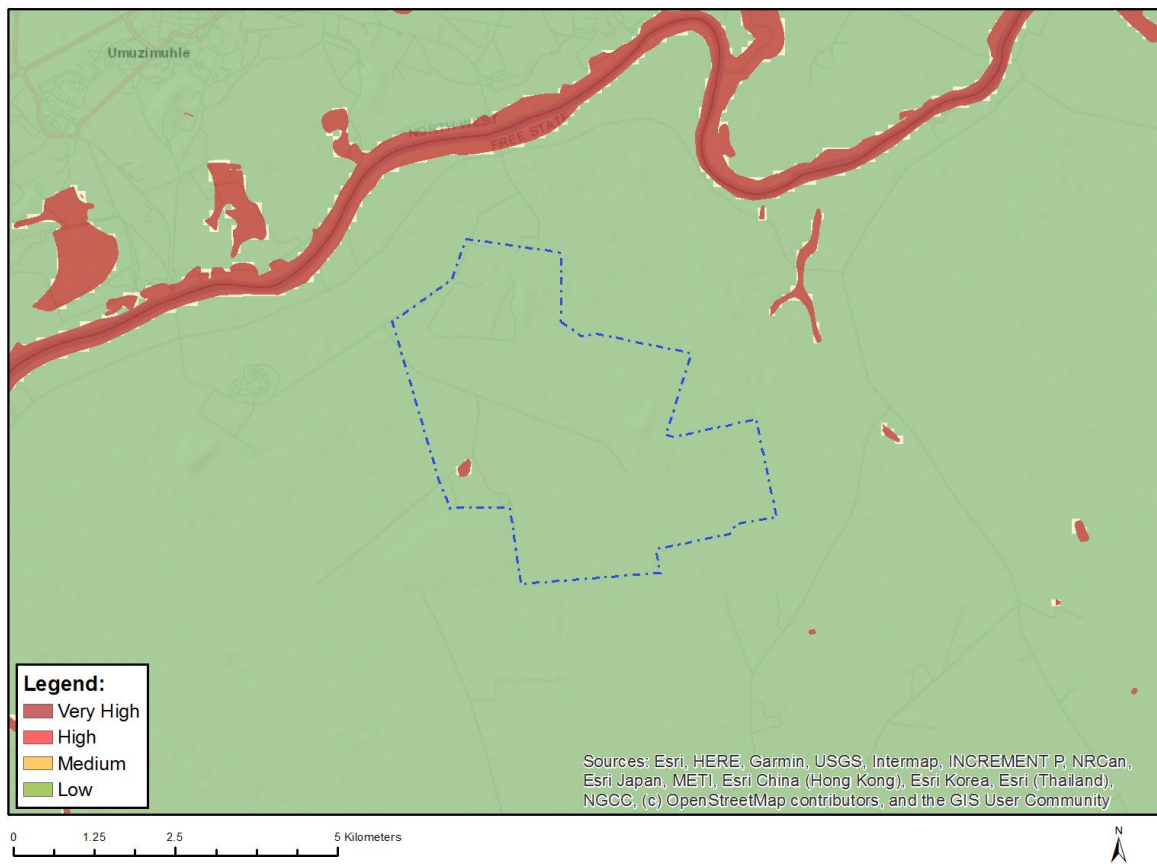 Umuzimuhle
NORTH WEST
FREE STATE
Legend:
Very High
High
Medium
Low
Sources: Esri, HERE, Garmin, USGS, Intermap, INCREMENT P, NRCan,
Esri Japan, METI, Esri China (Hong Kong), Esri Korea, Esri (Thailand),
NGCC, (c) OpenStreetMap contributors, and the GIS User Community
0 1.25 2.5 5 Kilometers
N